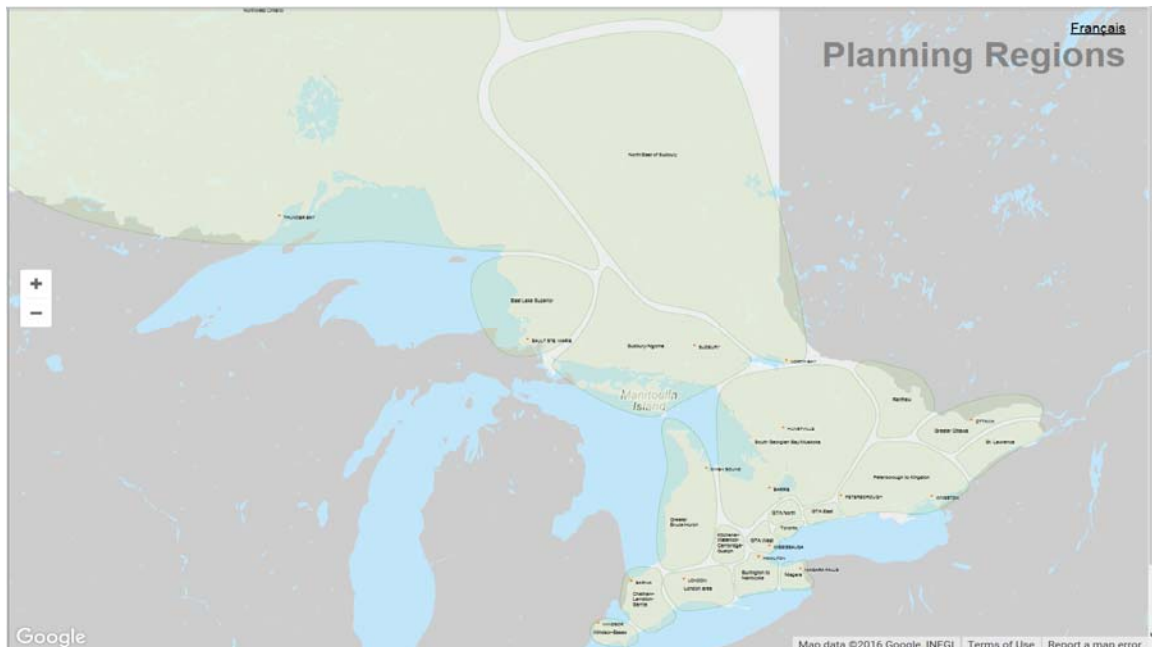 Northwest Ontario
Français
Planning Regions
North/East of Sudbury
THUNDER BAY
+
East Lake Superior
−
SAULT STE. MARIE
Sudbury/Algoma
SUDBURY
NORTH BAY
Manitoulin
Island
Renfrew
OTTAWA
Greater Ottawa
HUNTSVILLE
South Georgian Bay/Muskoka
St. Lawrence
OWEN SOUND
Peterborough to Kingston
BARRIE
PETERBOROUGH
KINGSTON
GTA North
GTA East
Greater
Bruce/Huron
Toronto
Kitchener-
Waterloo-
Cambridge-
Guelph
GTA West
MISSISSAUGA
HAMILTON
Burlington to
Nanticoke
Niagara
NIAGARA FALLS
SARNIA
LONDON
London area
Chatham-
Lambton-
Sarnia
WINDSOR
Windsor-Essex
Google
Map data ©2016 Google, INEGI
Terms of Use
Report a map error